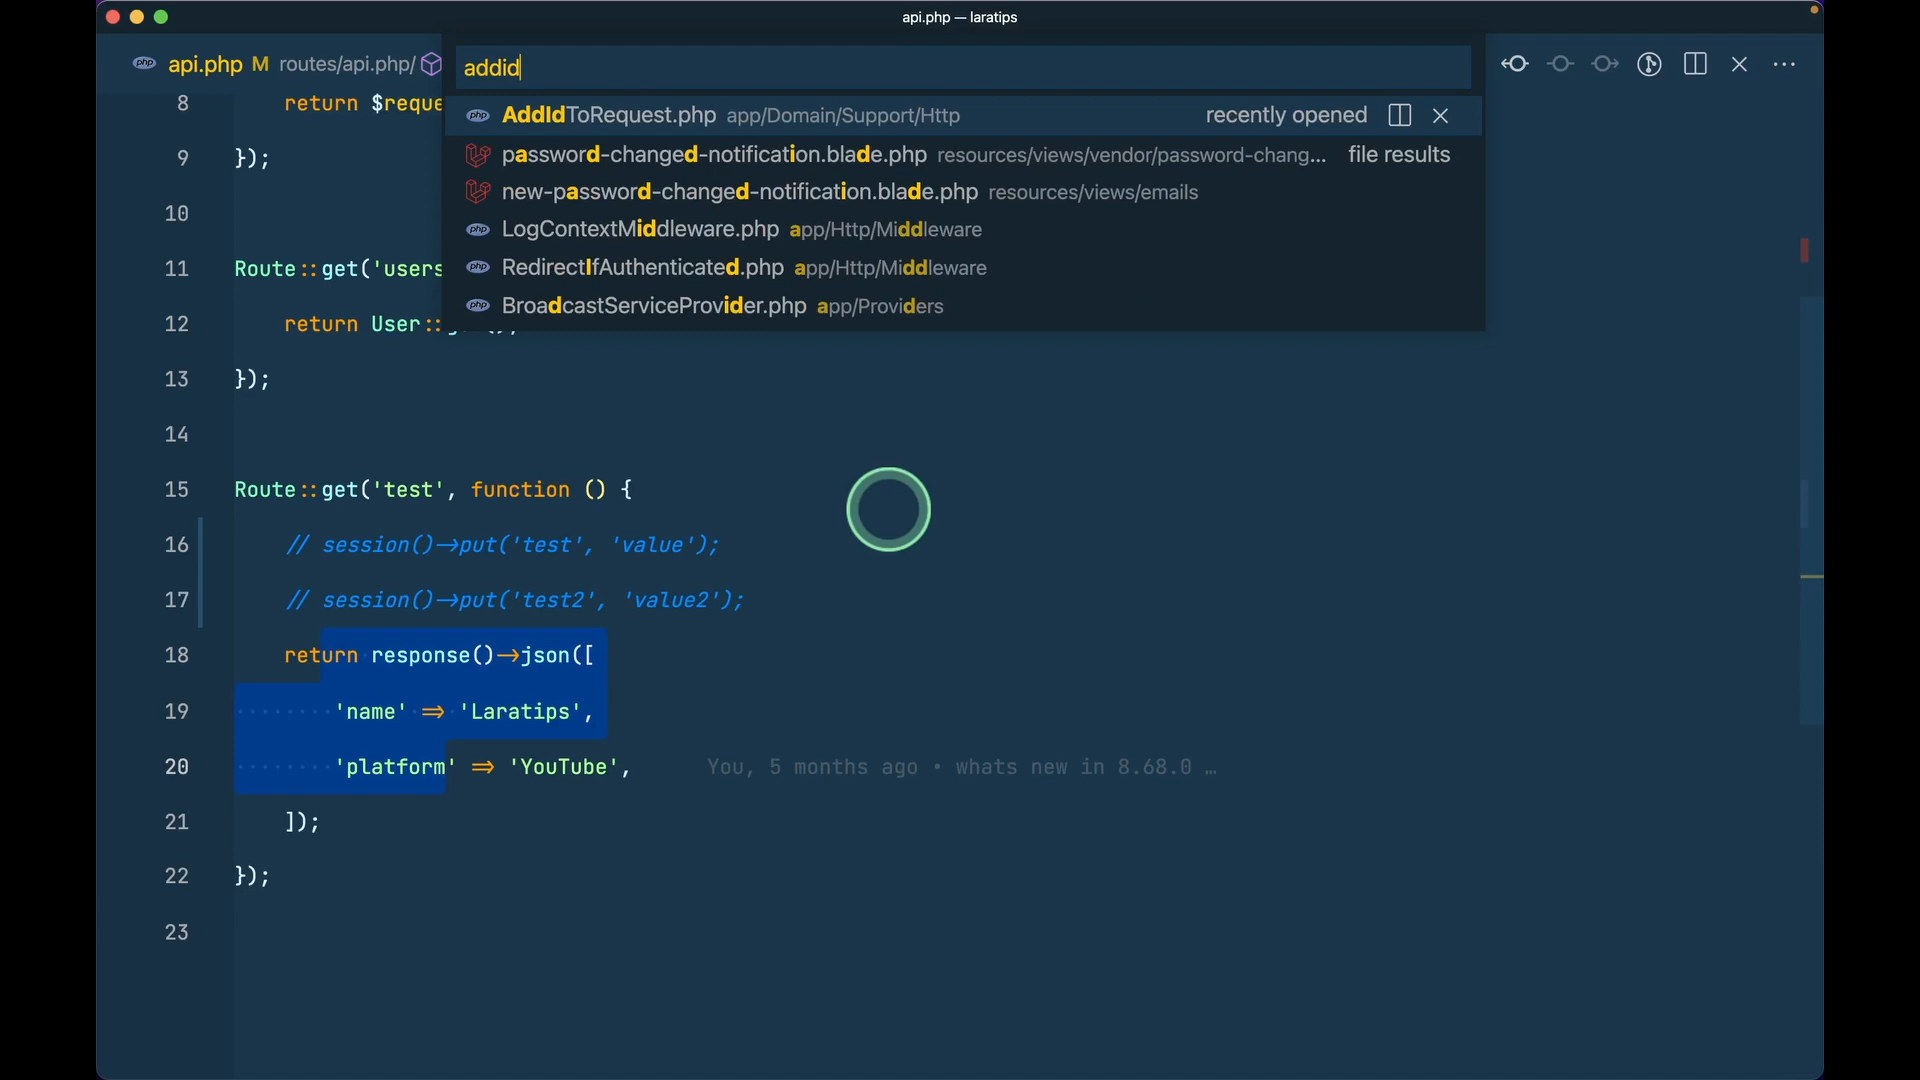 api.php — laratips
php api.php M routes/api.php/
addid
php AddIdToRequest.php app/Domain/Support/Http recently opened
password-changed-notification.blade.php resources/views/vendor/password-chang... file results
new-password-changed-notification.blade.php resources/views/emails
php LogContextMiddleware.php app/Http/Middleware
php RedirectIfAuthenticated.php app/Http/Middleware
php BroadcastServiceProvider.php app/Providers
8 return $reque
9 });
10
11 Route::get('users
12 return User::
13 });
14
15 Route::get('test', function () {
16 // session()->put('test', 'value');
17 // session()->put('test2', 'value2');
18 return response()->json([
19 'name' => 'Laratips',
20 'platform' => 'YouTube', You, 5 months ago • whats new in 8.68.0 …
21 ]);
22 });
23